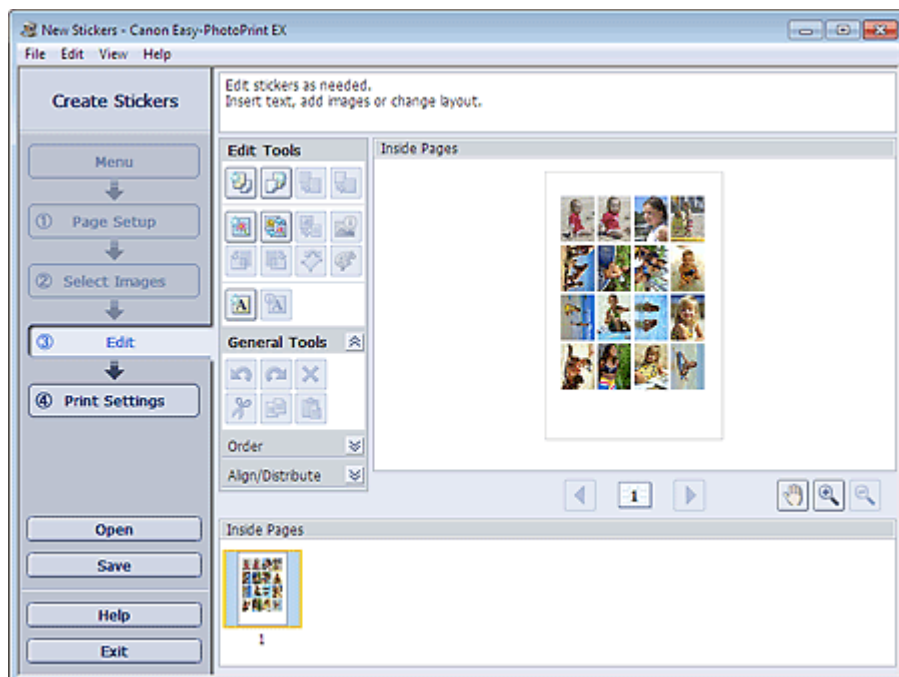 New Stickers - Canon Easy-PhotoPrint EX
File Edit View Help
Create Stickers
Menu
① Page Setup
② Select Images
③ Edit
④ Print Settings
Open
Save
Help
Exit
Edit stickers as needed.
Insert text, add images or change layout.
Edit Tools
A
A
General Tools
Order
Align/Distribute
Inside Pages
1
Inside Pages
1